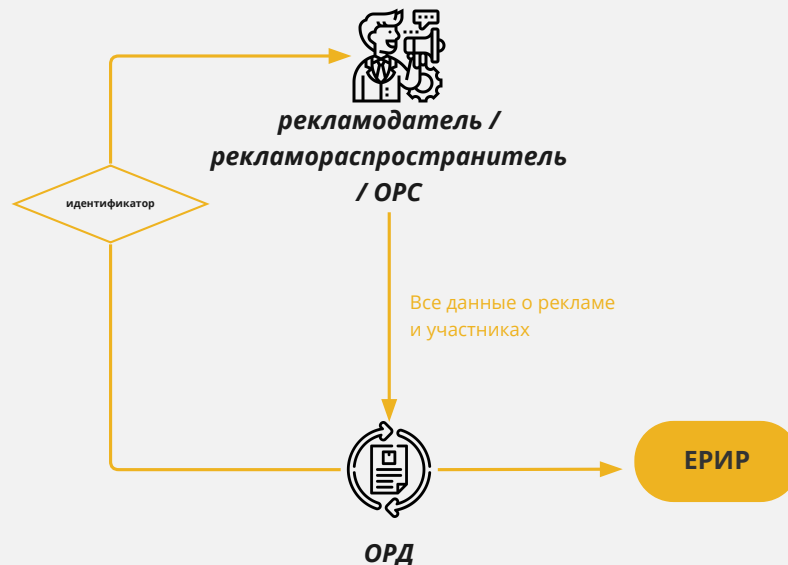 рекламодатель /
рекламораспространитель
/ ОРС
идентификатор
Все данные о рекламе
и участниках
ЕРИР
ОРД